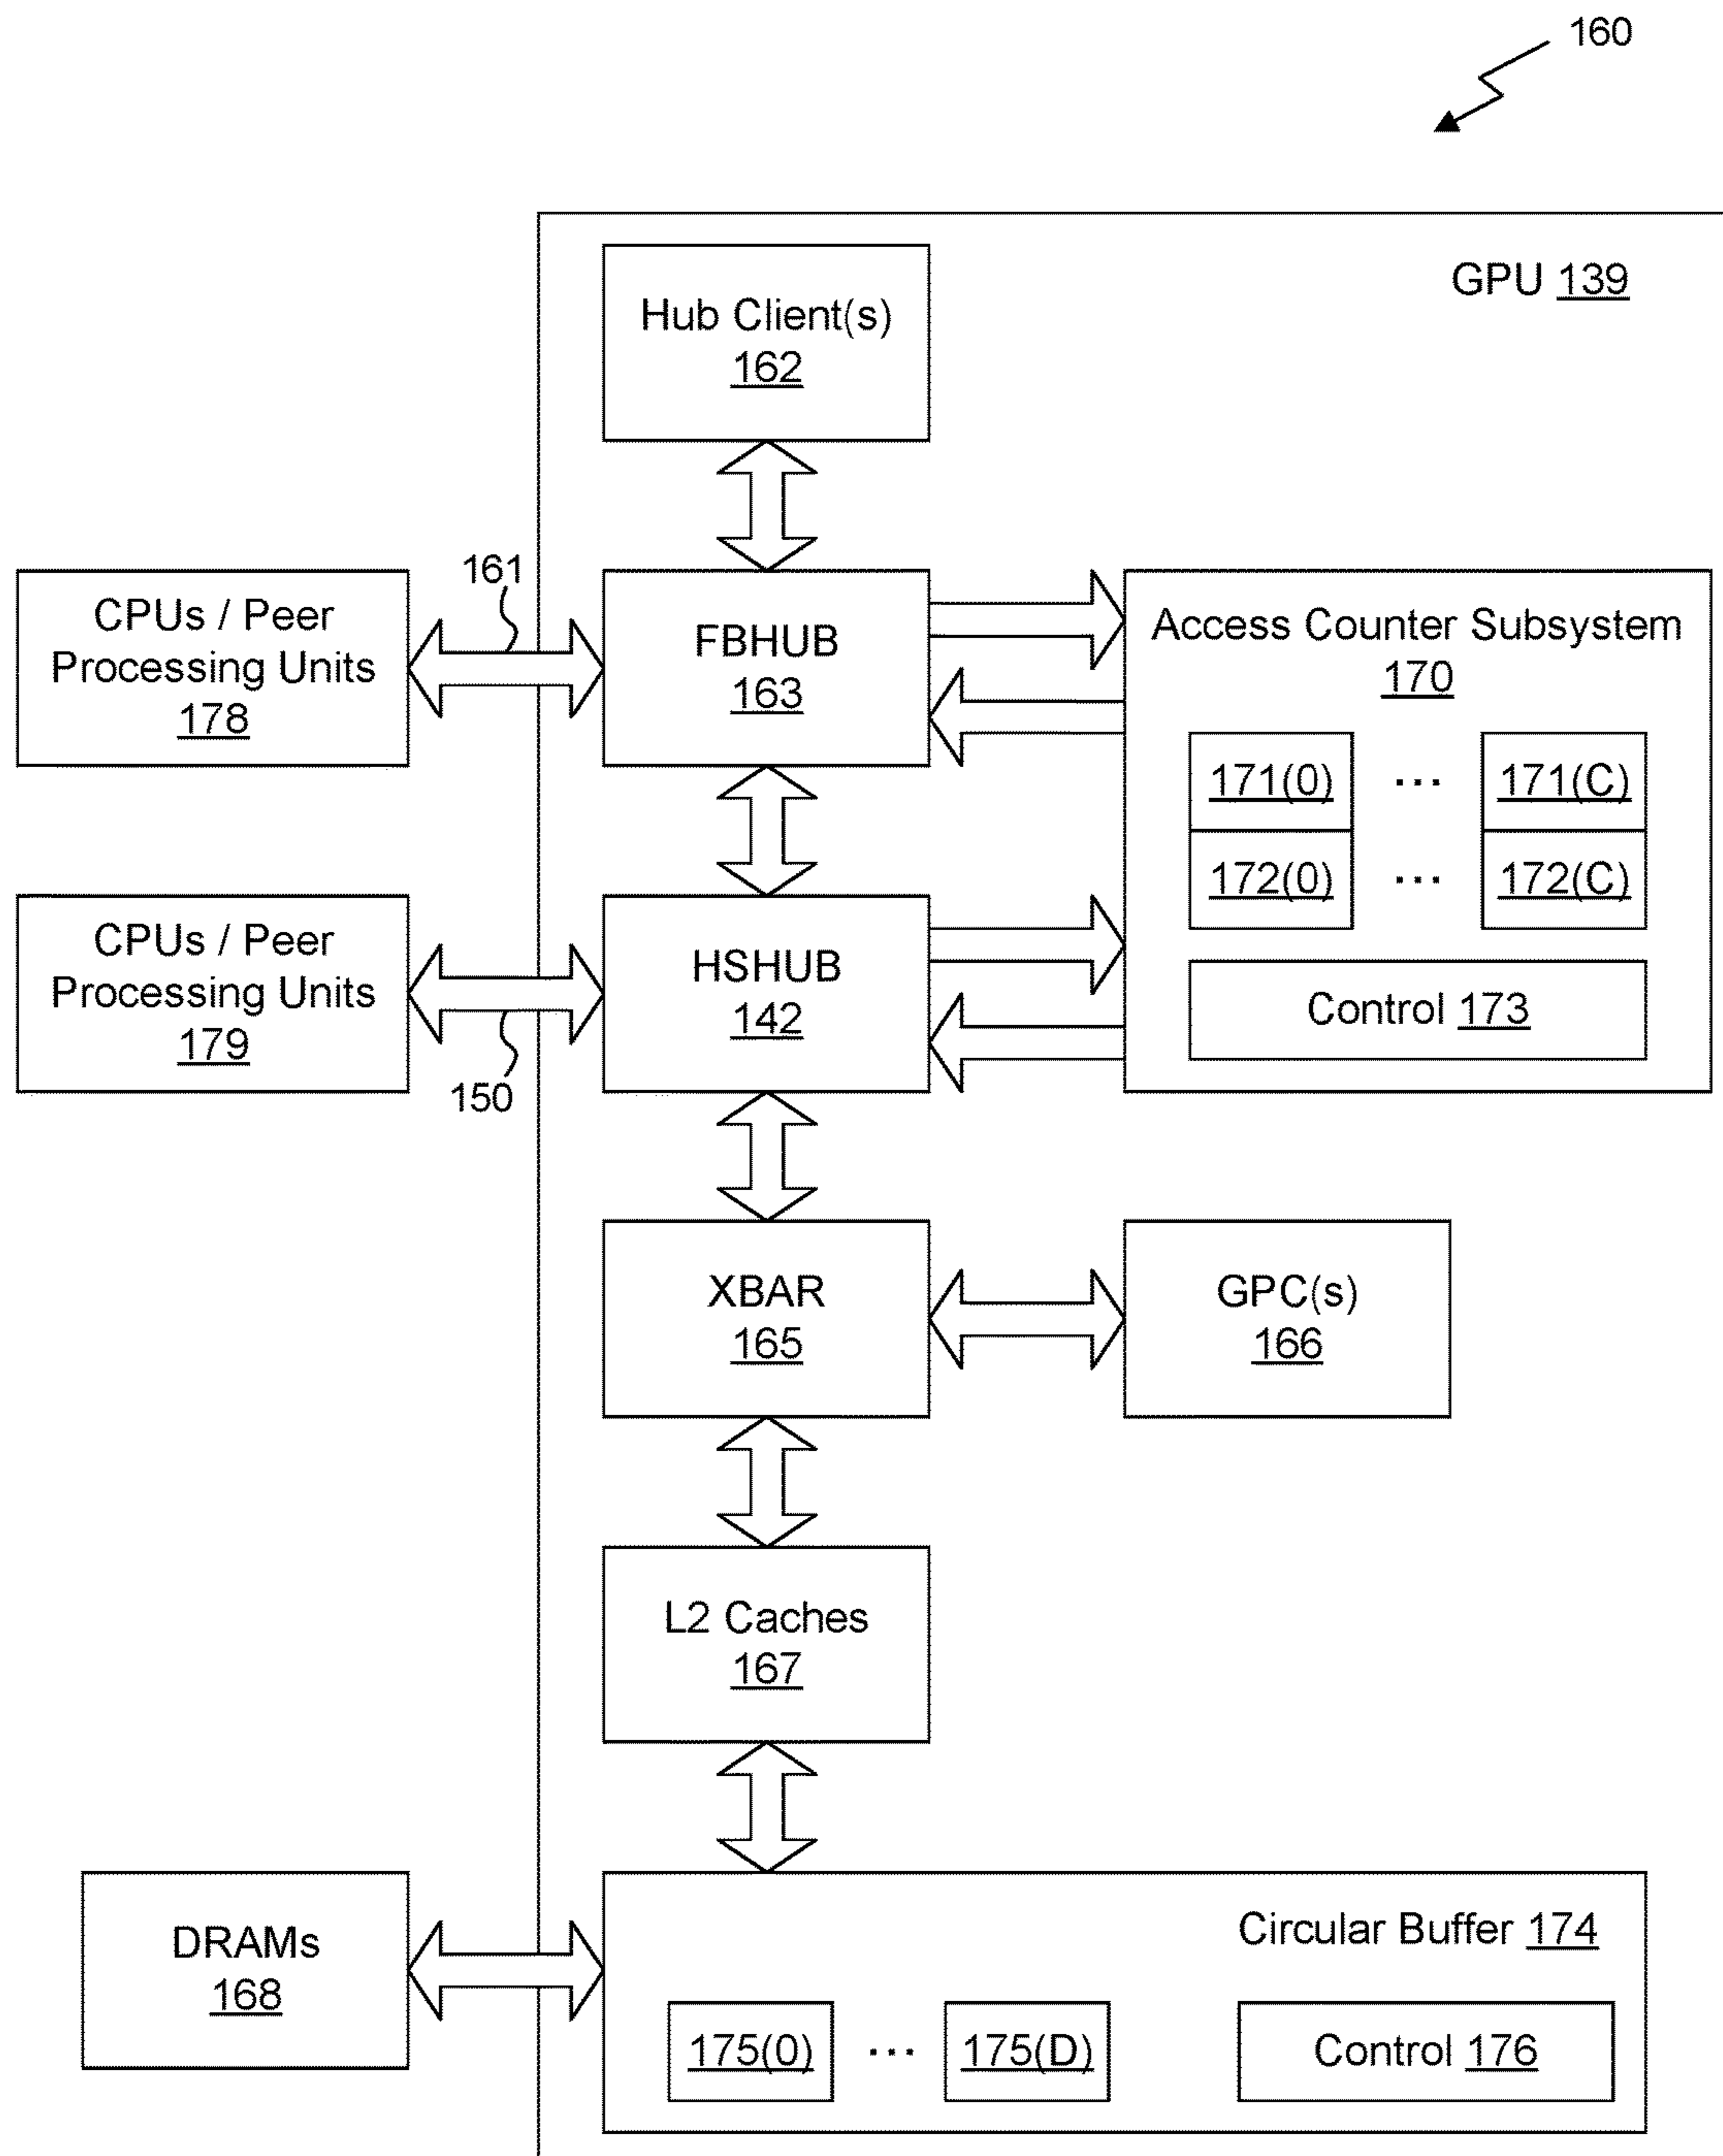 160
GPU 139
Hub Client(s)
162
161
CPUs / Peer
Processing Units
178
FBHUB
163
Access Counter Subsystem
170
171(0) ... 171(C)
172(0) ... 172(C)
Control 173
CPUs / Peer
Processing Units
179
150
HSHUB
142
XBAR
165
GPC(s)
166
L2 Caches
167
DRAMs
168
Circular Buffer 174
175(0) ... 175(D)
Control 176